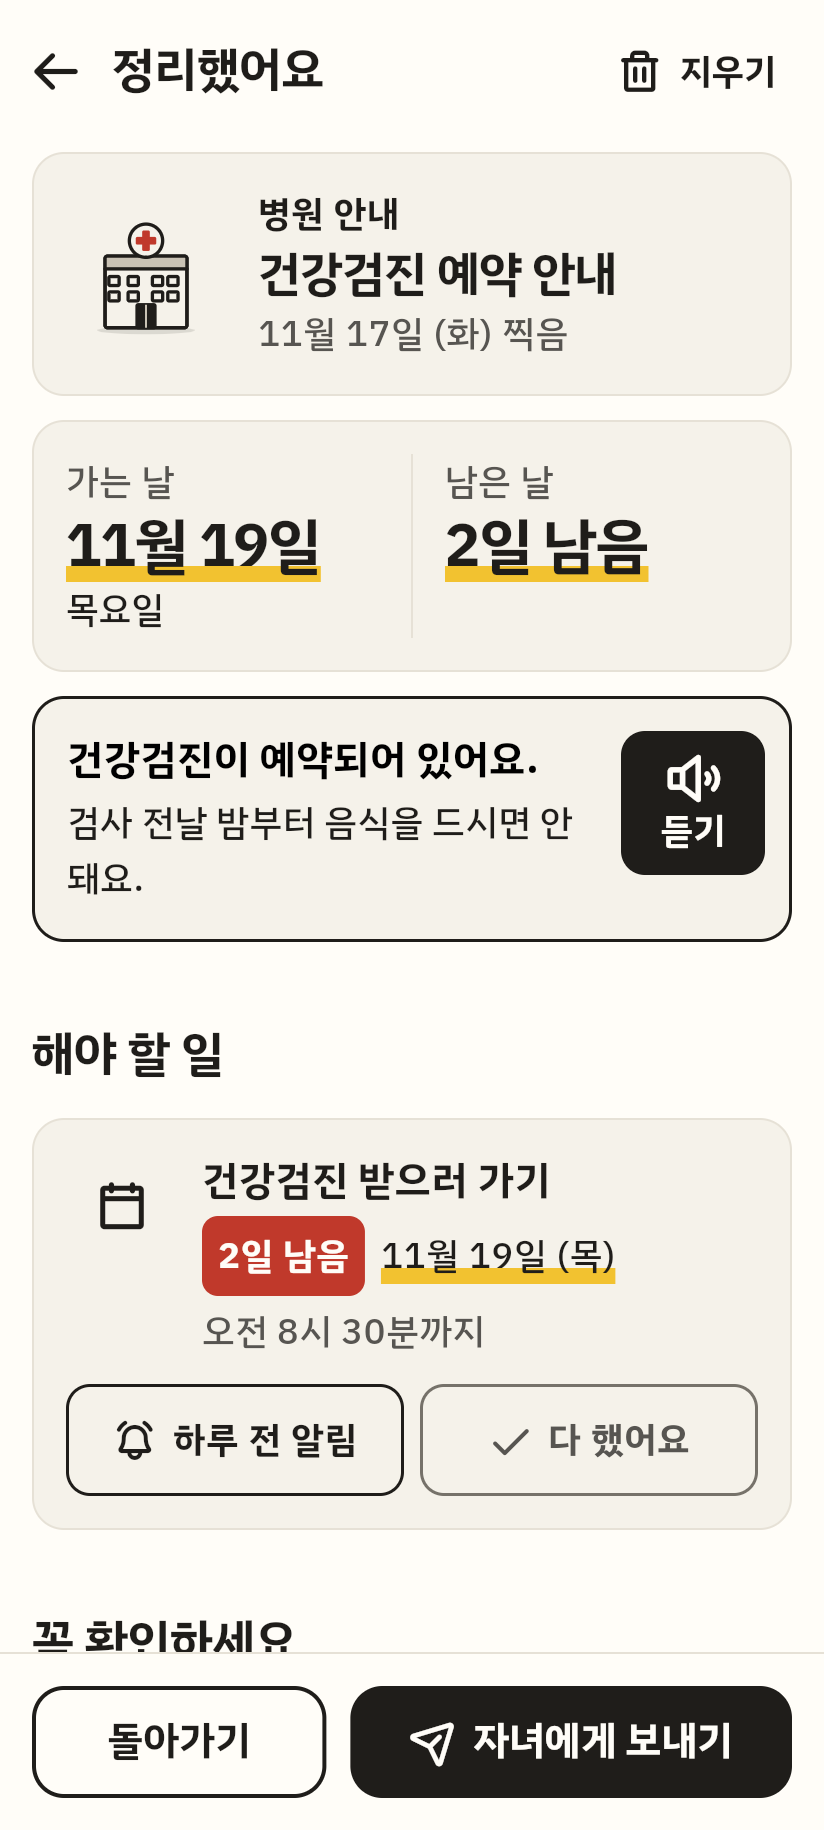 정리했어요
지우기
병원 안내
건강검진 예약 안내
11월 17일 (화) 찍음
가는 날
11월 19일
목요일
남은 날
2일 남음
건강검진이 예약되어 있어요.
검사 전날 밤부터 음식을 드시면 안
돼요.
듣기
해야 할 일
건강검진 받으러 가기
2일 남음 11월 19일 (목)
오전 8시 30분까지
하루 전 알림
다 했어요
꼭 확인하세요
돌아가기
자녀에게 보내기